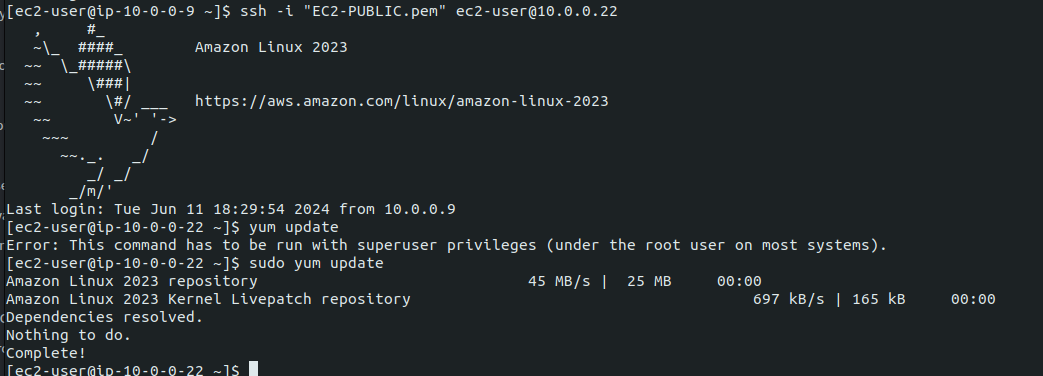 [ec2-user@ip-10-0-0-9 ~]$ ssh -i "EC2-PUBLIC.pem" ec2-user@10.0.0.22
   ,     #_
   ~\_  ####_        Amazon Linux 2023
  ~~  \_#####\
  ~~     \###|
  ~~       \#/ ___   https://aws.amazon.com/linux/amazon-linux-2023
   ~~       V~' '->
    ~~~         /
      ~~._.   _/
         _/ _/
       _/m/'
Last login: Tue Jun 11 18:29:54 2024 from 10.0.0.9
[ec2-user@ip-10-0-0-22 ~]$ yum update
Error: This command has to be run with superuser privileges (under the root user on most systems).
[ec2-user@ip-10-0-0-22 ~]$ sudo yum update
Amazon Linux 2023 repository                              45 MB/s |  25 MB     00:00
Amazon Linux 2023 Kernel Livepatch repository                                      697 kB/s | 165 kB     00:00
Dependencies resolved.
Nothing to do.
Complete!
[ec2-user@ip-10-0-0-22 ~]$